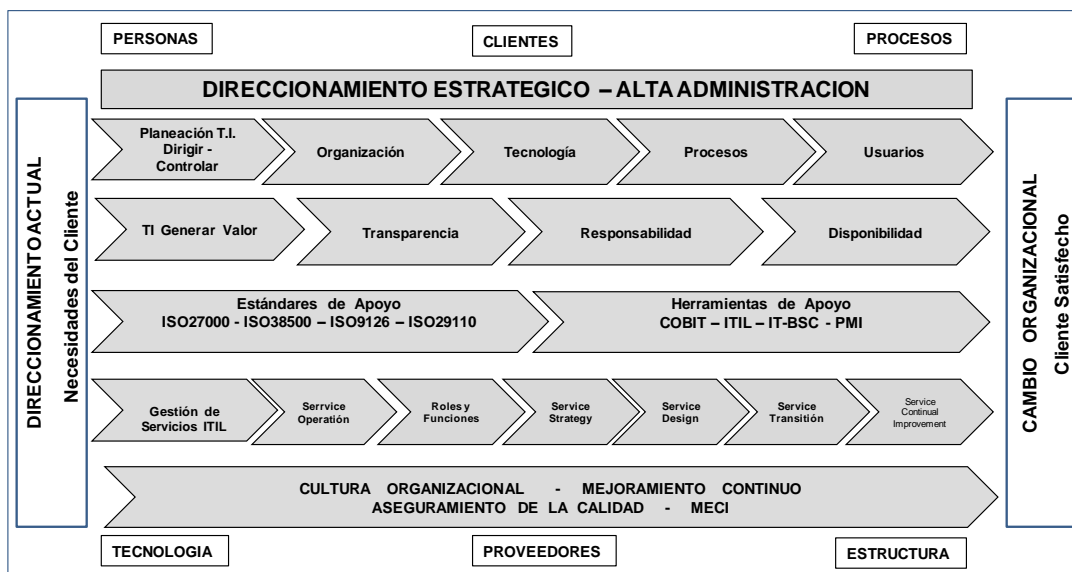 PERSONAS
CLIENTES
PROCESOS
DIRECCIONAMIENTO ESTRATEGICO – ALTA ADMINISTRACION
DIRECCIONAMIENTO ACTUAL
Necesidades del Cliente
Planeación T.I.
Dirigir -
Controlar
Organización
Tecnología
Procesos
Usuarios
TI Generar Valor
Transparencia
Responsabilidad
Disponibilidad
Estándares de Apoyo
ISO27000 - ISO38500 – ISO9126 – ISO29110
Herramientas de Apoyo
COBIT – ITIL – IT-BSC - PMI
Gestión de
Servicios ITIL
Serrvice
Operatión
Roles y
Funciones
Service
Strategy
Service
Design
Service
Transitión
Service
Continual
Improvement
CULTURA ORGANIZACIONAL - MEJORAMIENTO CONTINUO
ASEGURAMIENTO DE LA CALIDAD - MECI
CAMBIO ORGANIZACIONAL
Cliente Satisfecho
TECNOLOGIA
PROVEEDORES
ESTRUCTURA